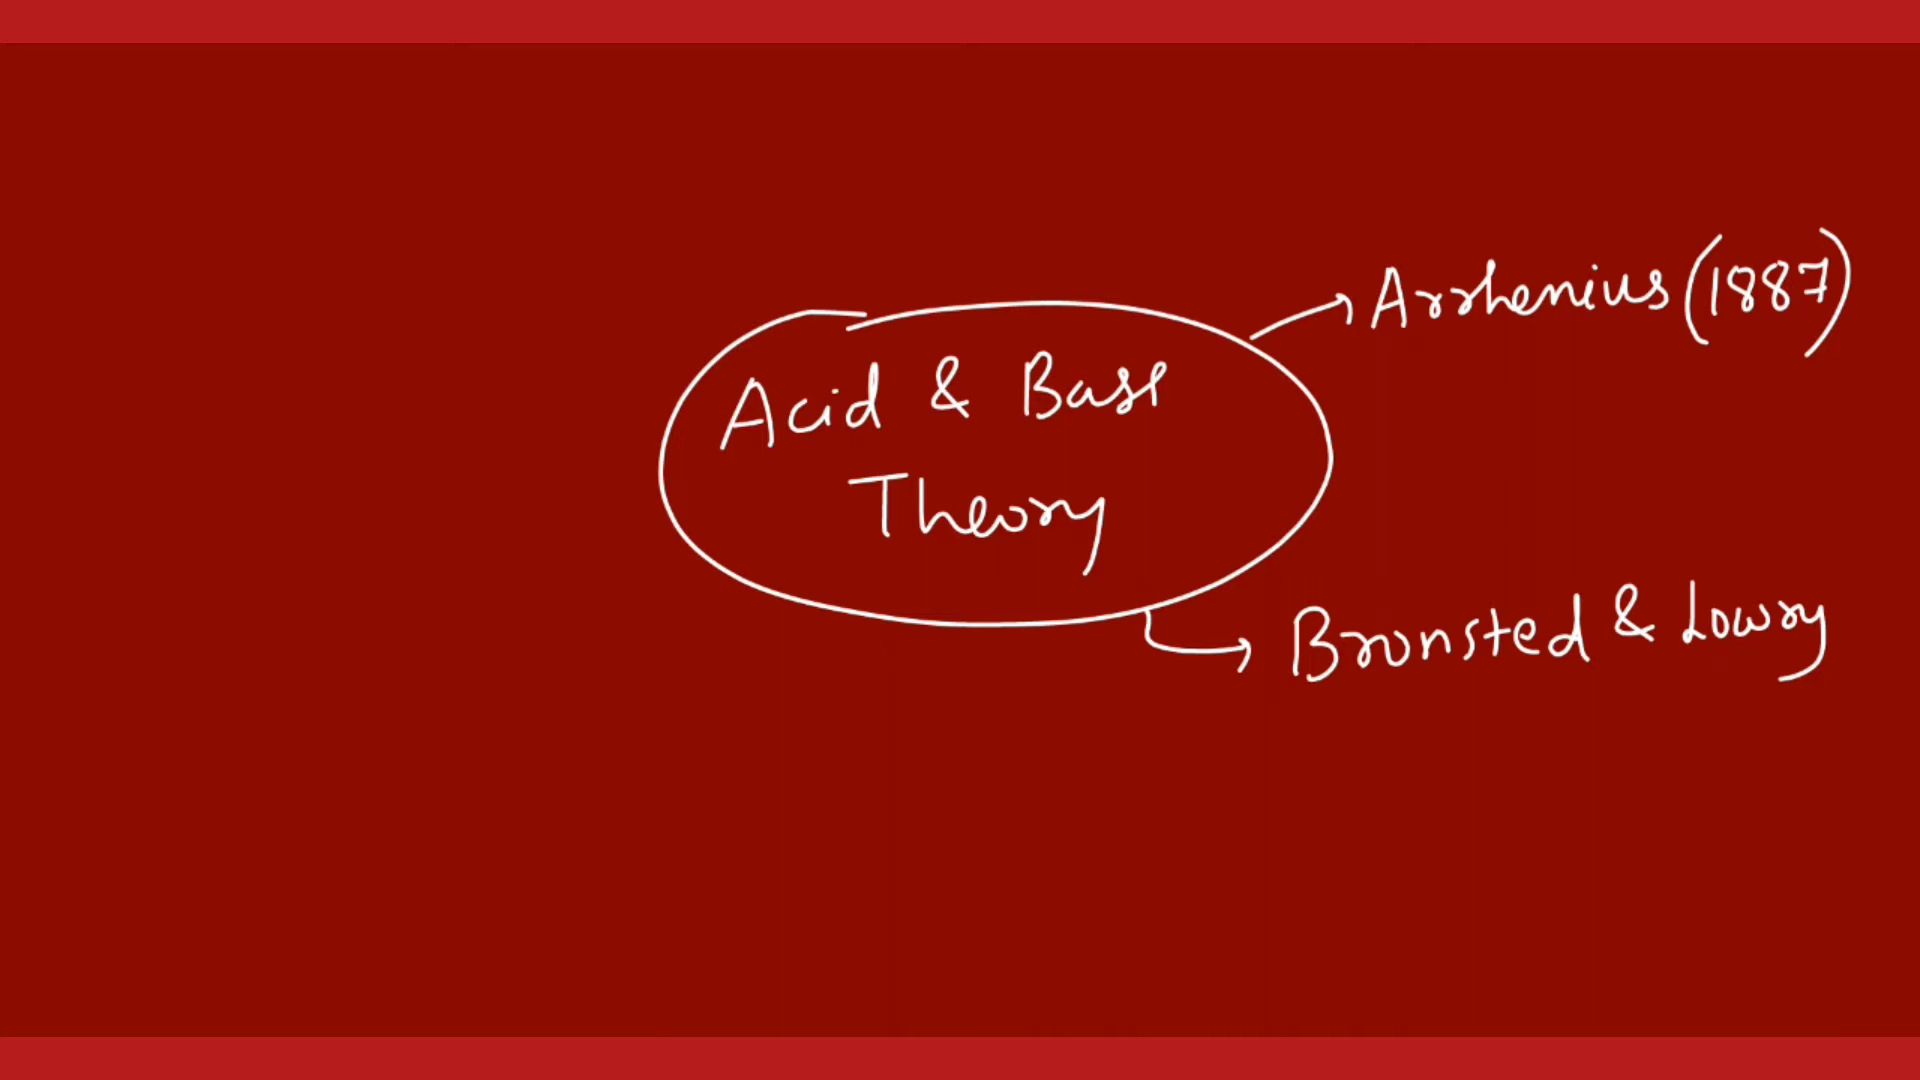 Arrhenius (1887)
Acid & Base
Theory
Bronsted & Lowry